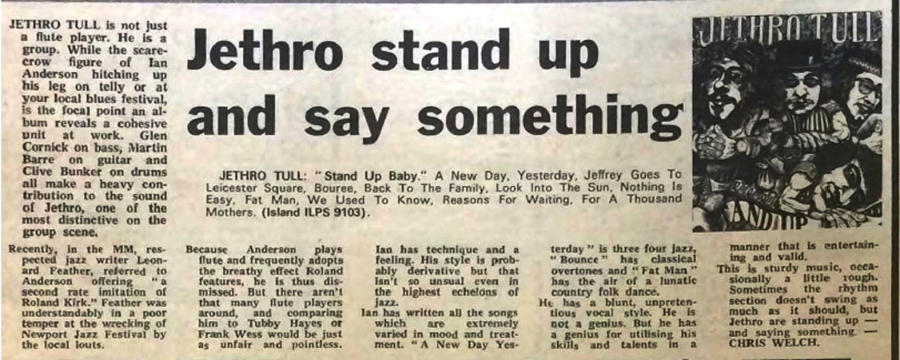 JETHRO TULL is not just
a flute player. He is a
group. While the scare-
crow figure of Ian
Anderson hitching up
his leg on telly or at
your local blues festival,
is the focal point an al-
bum reveals a cohesive
unit at work. Glen
Cornick on bass, Martin
Barre on guitar and
Clive Bunker on drums
all make a heavy con-
tribution to the sound
of Jethro, one of the
most distinctive on the
group scene.
Jethro stand up
and say something
JETHRO TULL: "Stand Up Baby." A New Day, Yesterday, Jeffrey Goes To
Leicester Square, Bouree, Back To The Family, Look Into The Sun, Nothing Is
Easy, Fat Man, We Used To Know, Reasons For Waiting, For A Thousand
Mothers. (Island ILPS 9103).
JETHRO TULL
STAND UP
Recently, in the MM, res-
pected jazz writer Leon-
ard Feather, referred to
Anderson offering "a
second rate imitation of
Roland Kirk." Feather was
understandably in a poor
temper at the wrecking of
Newport Jazz Festival by
the local louts.
Because Anderson plays
flute and frequently adopts
the breathy effect Roland
features, he is thus dis-
missed. But there aren't
that many flute players
around, and comparing
him to Tubby Hayes or
Frank Wess would be just
as unfair and pointless.
Ian has technique and a
feeling. His style is prob-
ably derivative but that
isn't so unusual even in
the highest echelons of
jazz.
Ian has written all the songs
which are extremely
varied in mood and treat-
ment. "A New Day Yes-
terday" is three four jazz,
"Bounce" has classical
overtones and "Fat Man"
has the air of a lunatic
country folk dance.
He has a blunt, unpreten-
tious vocal style. He is
not a genius. But he has
a genius for utilising his
skills and talents in a
manner that is entertain-
ing and valid.
This is sturdy music, occa-
sionally a little rough.
Sometimes the rhythm
section doesn't swing as
much as it should, but
Jethro are standing up —
and saying something. —
CHRIS WELCH.